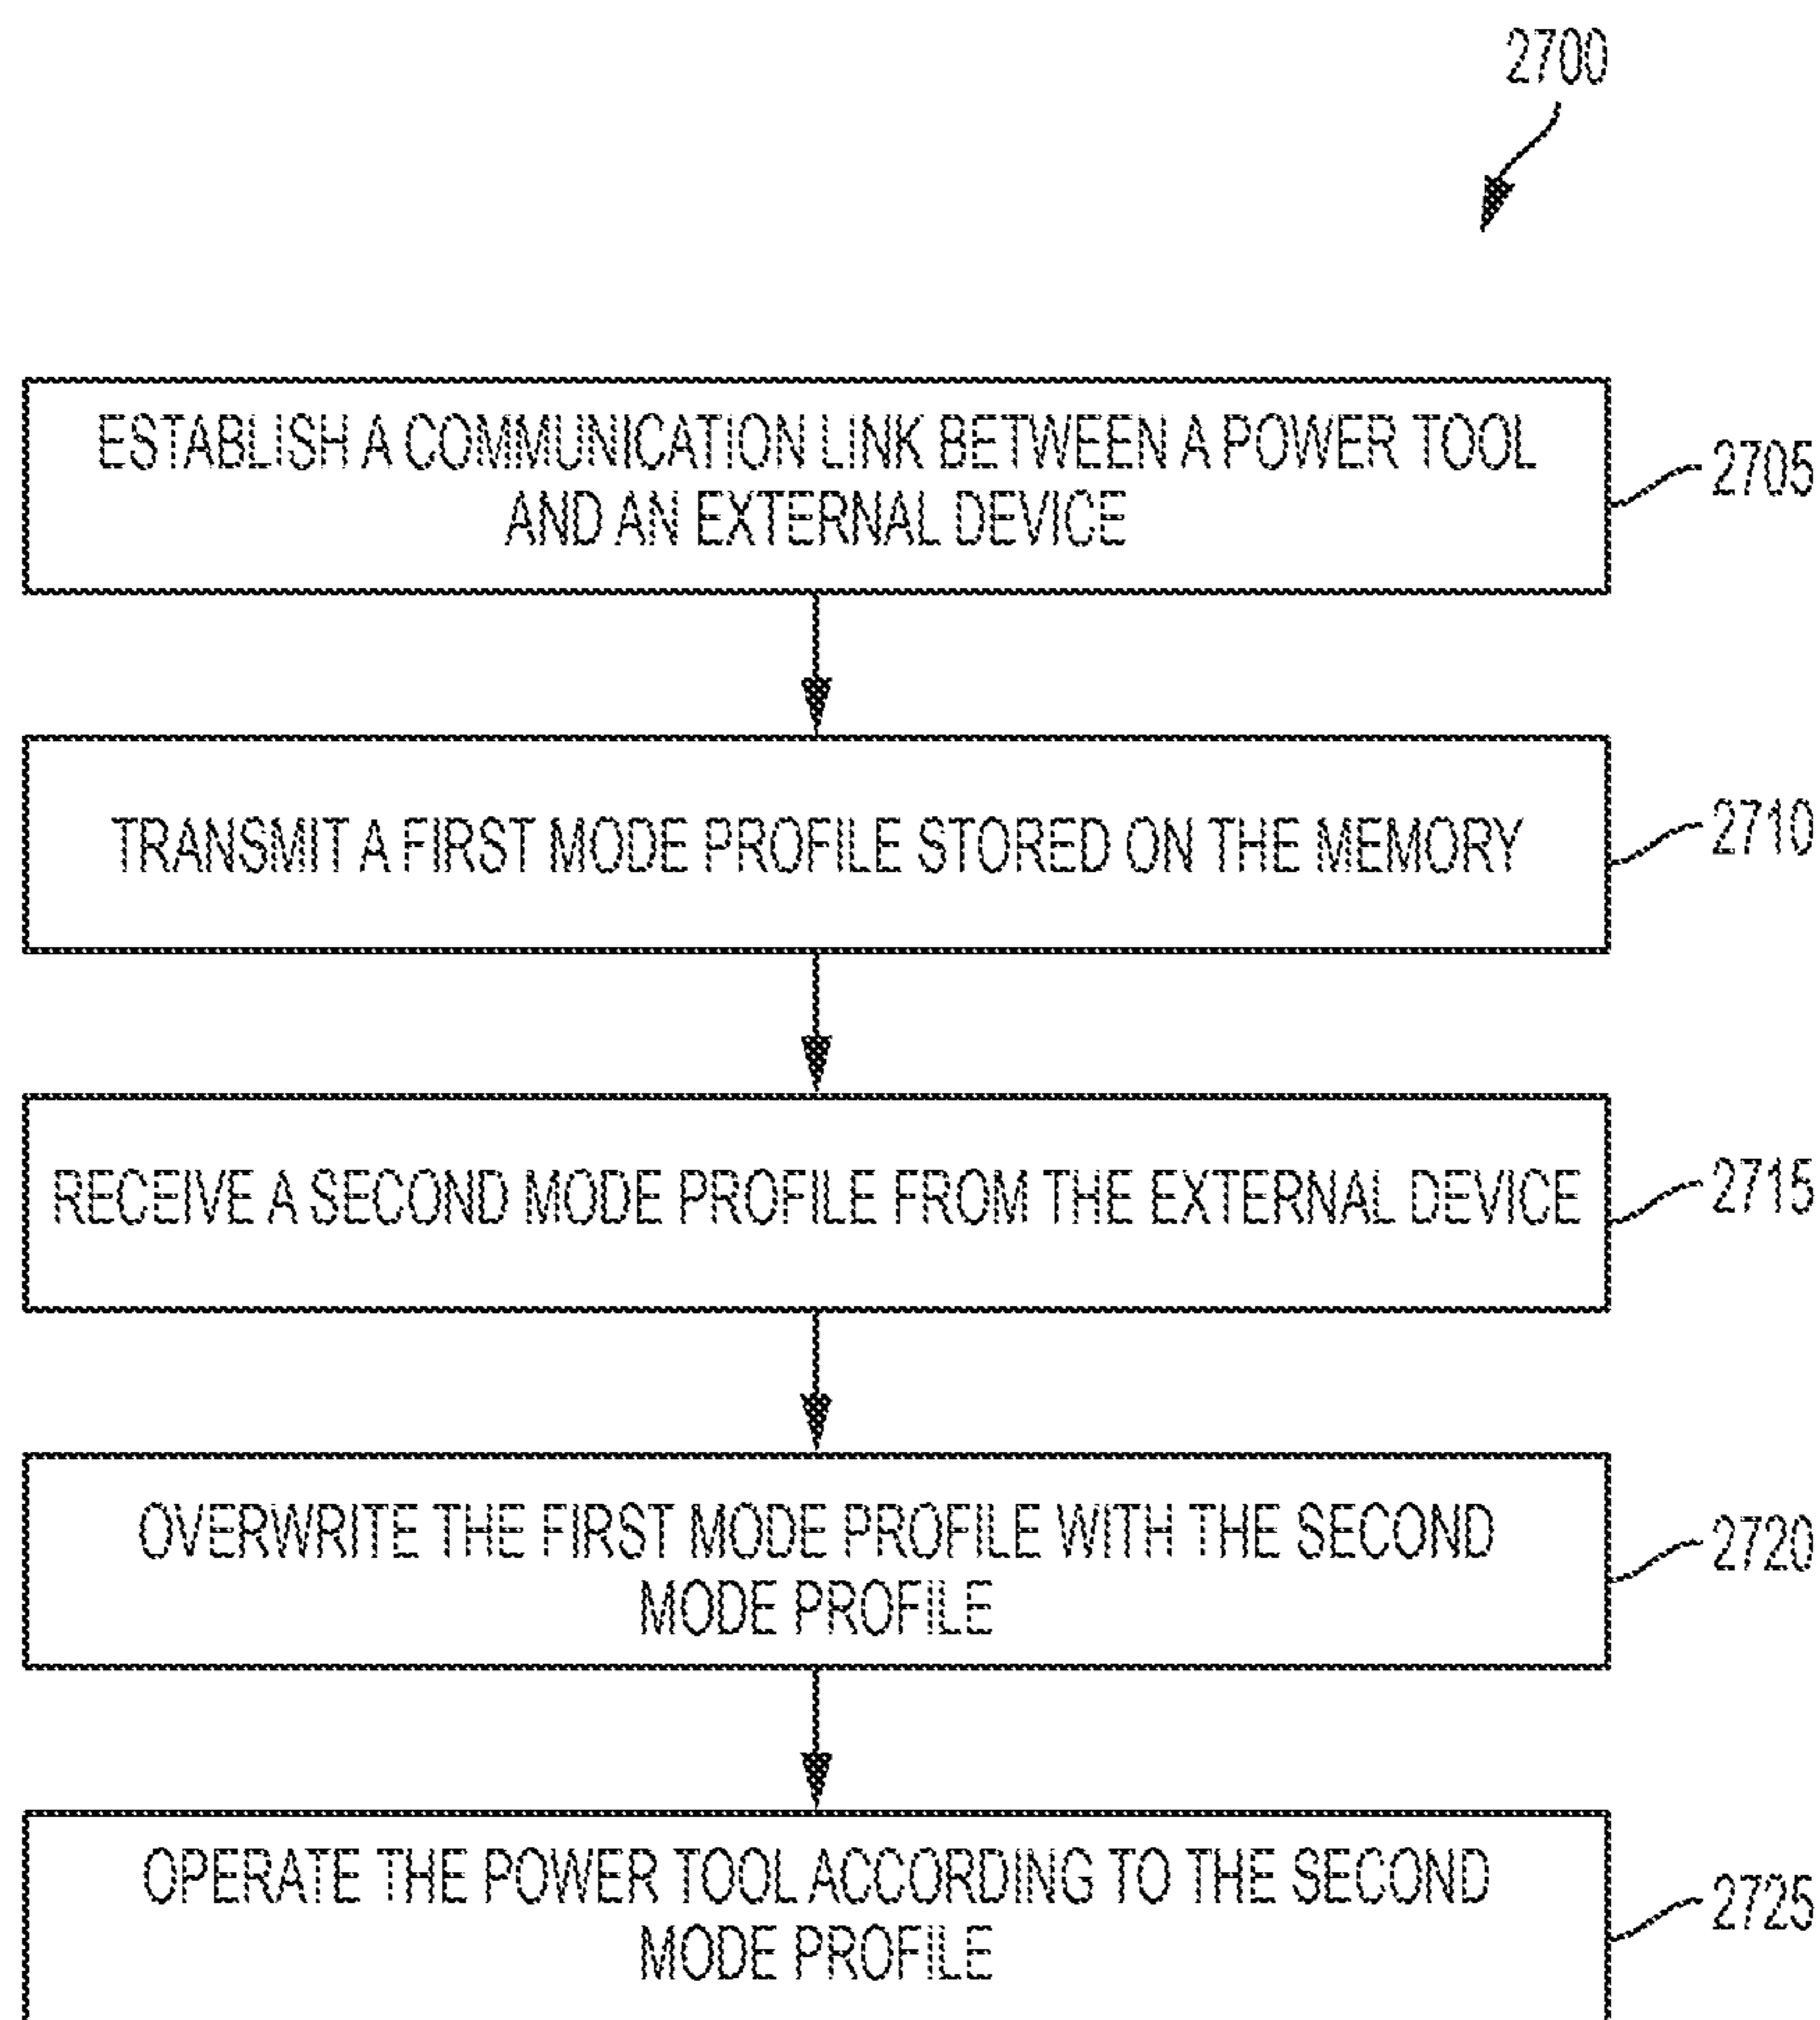 2700
ESTABLISH A COMMUNICATION LINK BETWEEN A POWER TOOL
AND AN EXTERNAL DEVICE
2705
TRANSMIT A FIRST MODE PROFILE STORED ON THE MEMORY
2710
RECEIVE A SECOND MODE PROFILE FROM THE EXTERNAL DEVICE
2715
OVERWRITE THE FIRST MODE PROFILE WITH THE SECOND
MODE PROFILE
2720
OPERATE THE POWER TOOL ACCORDING TO THE SECOND
MODE PROFILE
2725